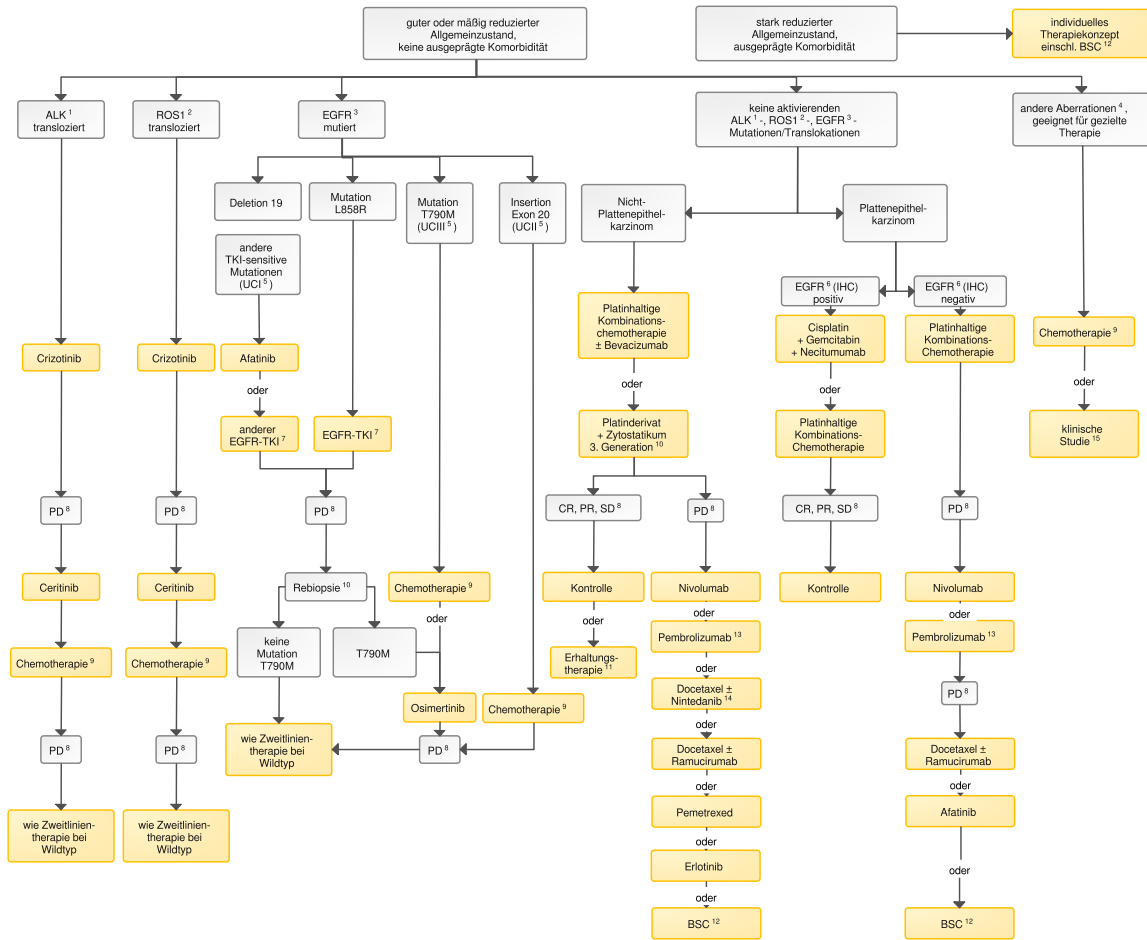 guter oder mäßig reduzierter
Allgemeinzustand,
keine ausgeprägte Komorbidität
stark reduzierter
Allgemeinzustand,
ausgeprägte Komorbidität
individuelles
Therapiekonzept
einschl. BSC 12
ALK 1
transloziert
ROS1 2
transloziert
EGFR 3
mutiert
keine aktivierenden
ALK 1 -, ROS1 2 -, EGFR 3 -
Mutationen/Translokationen
andere Aberrationen 4 ,
geeignet für gezielte
Therapie
Deletion 19
Mutation
L858R
Mutation
T790M
(UCIII 5 )
Insertion
Exon 20
(UCII 5 )
Nicht-
Plattenepithel-
karzinom
Plattenepithel-
karzinom
andere
TKI-sensitive
Mutationen
(UCI 5 )
EGFR 6 (IHC)
positiv
EGFR 6 (IHC)
negativ
Platinhaltige
Kombinations-
chemotherapie
± Bevacizumab
Cisplatin
+ Gemcitabin
+ Necitumumab
Platinhaltige
Kombinations-
Chemotherapie
Chemotherapie 9
Crizotinib
Crizotinib
Afatinib
oder
oder
oder
oder
anderer
EGFR-TKI 7
EGFR-TKI 7
Platinderivat
+ Zytostatikum
3. Generation 10
Platinhaltige
Kombinations-
Chemotherapie
klinische
Studie 15
PD 8
PD 8
PD 8
CR, PR, SD 8
PD 8
CR, PR, SD 8
PD 8
Ceritinib
Ceritinib
Rebiopsie 10
Chemotherapie 9
Kontrolle
Nivolumab
Kontrolle
Nivolumab
oder
oder
oder
oder
Chemotherapie 9
Chemotherapie 9
keine
Mutation
T790M
T790M
Erhaltungs-
therapie 11
Pembrolizumab 13
Pembrolizumab 13
oder
Osimertinib
Chemotherapie 9
Docetaxel ±
Nintedanib 14
PD 8
oder
PD 8
PD 8
wie Zweitlinien-
therapie bei
Wildtyp
PD 8
Docetaxel ±
Ramucirumab
Docetaxel ±
Ramucirumab
oder
oder
wie Zweitlinien-
therapie bei
Wildtyp
wie Zweitlinien-
therapie bei
Wildtyp
Pemetrexed
Afatinib
oder
Erlotinib
oder
oder
BSC 12
BSC 12